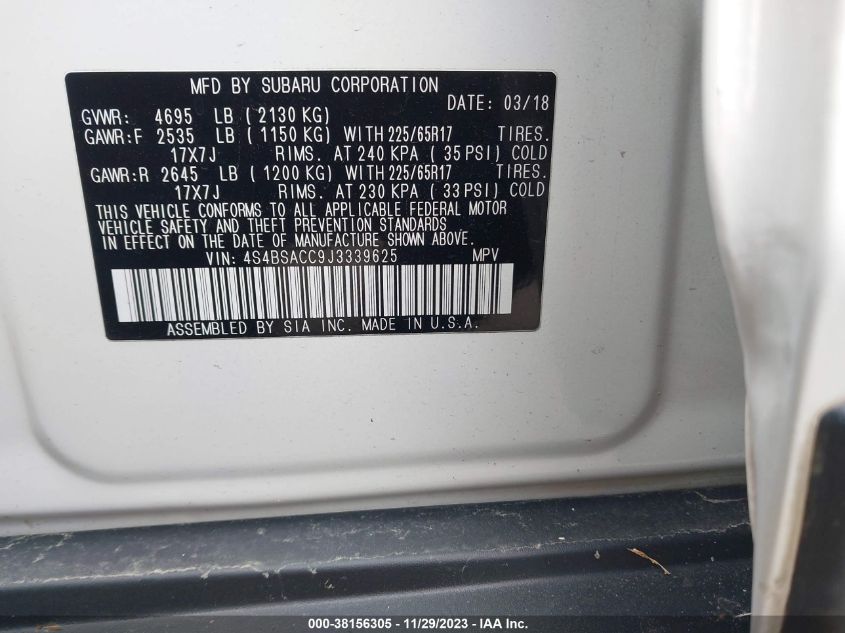 MFD BY SUBARU CORPORATION
DATE: 03/18
GVWR: 4695 LB ( 2130 KG)
GAWR:F 2535 LB ( 1150 KG) WITH 225/65R17 TIRES.
17X7J RIMS. AT 240 KPA ( 35 PSI) COLD
GAWR:R 2645 LB ( 1200 KG) WITH 225/65R17 TIRES.
17X7J RIMS. AT 230 KPA ( 33 PSI) COLD
THIS VEHICLE CONFORMS TO ALL APPLICABLE FEDERAL MOTOR
VEHICLE SAFETY AND THEFT PREVENTION STANDARDS
IN EFFECT ON THE DATE OF MANUFACTURE SHOWN ABOVE.
VIN: 4S4BSACC9J3339625 MPV
ASSEMBLED BY SIA INC. MADE IN U.S.A.
000-38156305 - 11/29/2023 - IAA Inc.